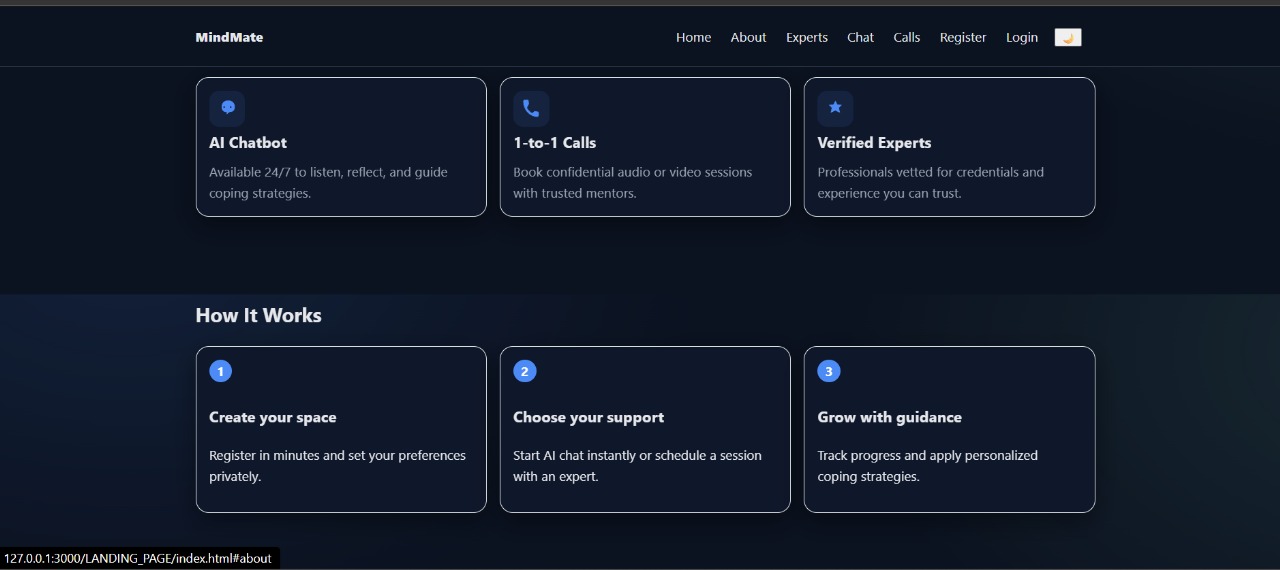 MindMate Home About Experts Chat Calls Register Login
AI Chatbot
Available 24/7 to listen, reflect, and guide
coping strategies.
1-to-1 Calls
Book confidential audio or video sessions
with trusted mentors.
Verified Experts
Professionals vetted for credentials and
experience you can trust.
How It Works
1
Create your space
Register in minutes and set your preferences
privately.
2
Choose your support
Start AI chat instantly or schedule a session
with an expert.
3
Grow with guidance
Track progress and apply personalized
coping strategies.
127.0.0.1:3000/LANDING_PAGE/index.html#about